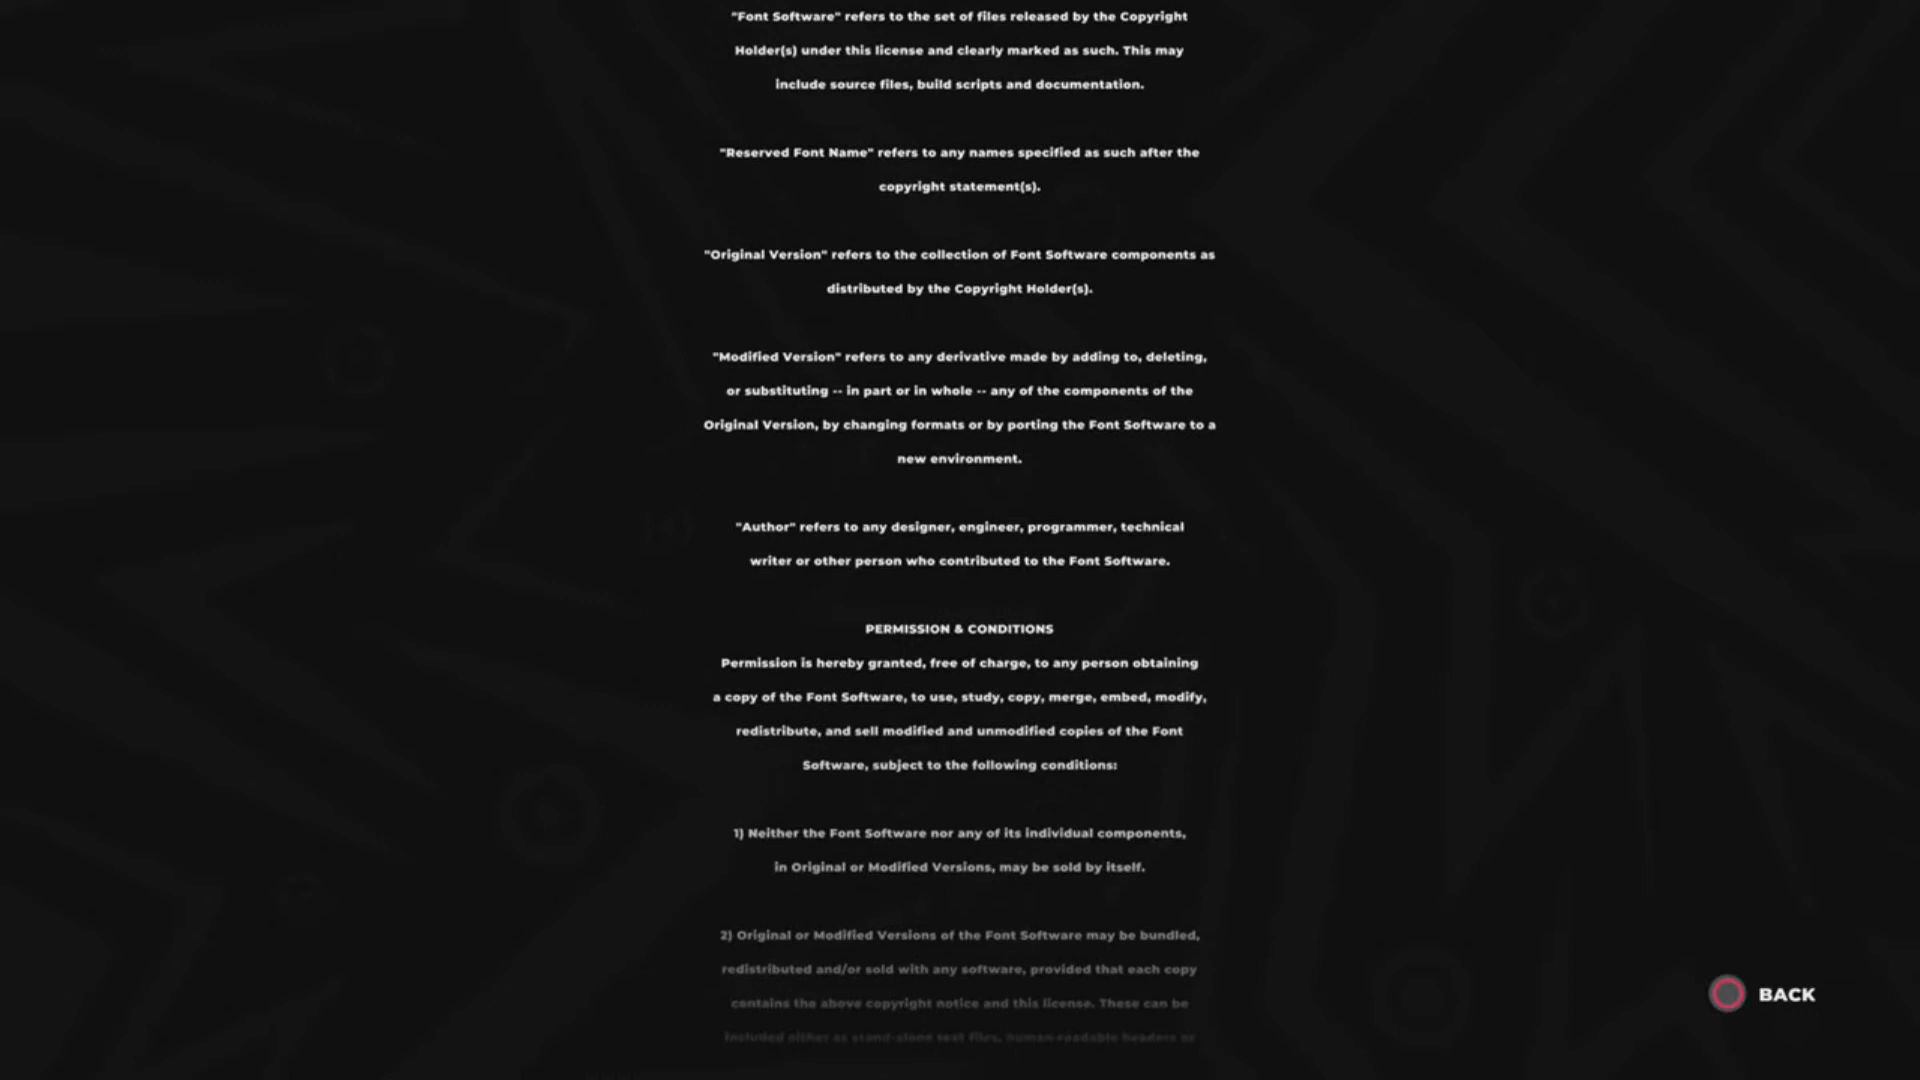 "Font Software" refers to the set of files released by the Copyright
Holder(s) under this license and clearly marked as such. This may
include source files, build scripts and documentation.
"Reserved Font Name" refers to any names specified as such after the
copyright statement(s).
"Original Version" refers to the collection of Font Software components as
distributed by the Copyright Holder(s).
"Modified Version" refers to any derivative made by adding to, deleting,
or substituting -- in part or in whole -- any of the components of the
Original Version, by changing formats or by porting the Font Software to a
new environment.
"Author" refers to any designer, engineer, programmer, technical
writer or other person who contributed to the Font Software.
PERMISSION & CONDITIONS
Permission is hereby granted, free of charge, to any person obtaining
a copy of the Font Software, to use, study, copy, merge, embed, modify,
redistribute, and sell modified and unmodified copies of the Font
Software, subject to the following conditions:
1) Neither the Font Software nor any of its individual components,
in Original or Modified Versions, may be sold by itself.
2) Original or Modified Versions of the Font Software may be bundled,
redistributed and/or sold with any software, provided that each copy
contains the above copyright notice and this license. These can be
included either as stand-alone text files, human-readable headers or
BACK